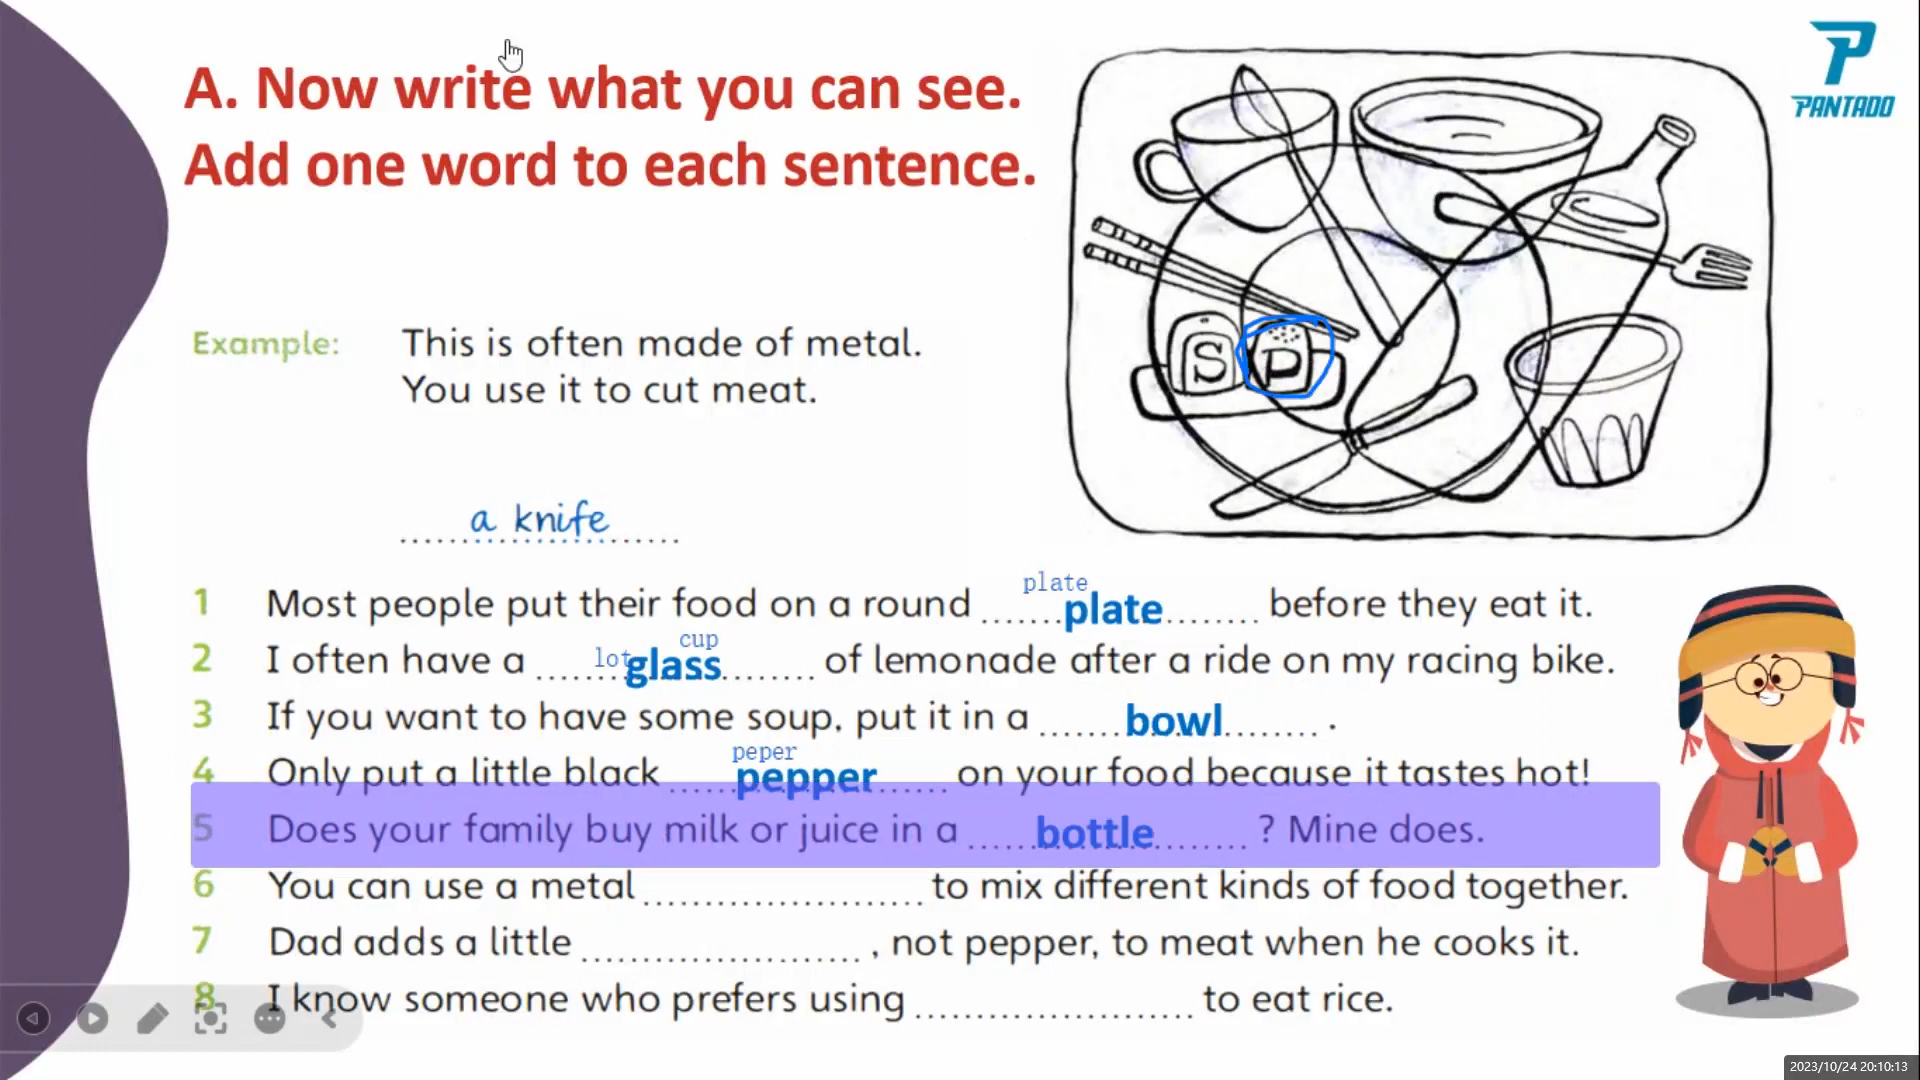 A. Now write what you can see.
Add one word to each sentence.
PANTADO
Example: This is often made of metal.
You use it to cut meat.
a knife
S P
plate
1 Most people put their food on a round ........plate........ before they eat it.
cup
lot
2 I often have a ........glass........ of lemonade after a ride on my racing bike.
3 If you want to have some soup, put it in a ........bowl........ .
peper
4 Only put a little black ........pepper........ on your food because it tastes hot!
5 Does your family buy milk or juice in a ........bottle........ ? Mine does.
6 You can use a metal ........................ to mix different kinds of food together.
7 Dad adds a little ........................ , not pepper, to meat when he cooks it.
8 I know someone who prefers using ........................ to eat rice.
2023/10/24 20:10:13